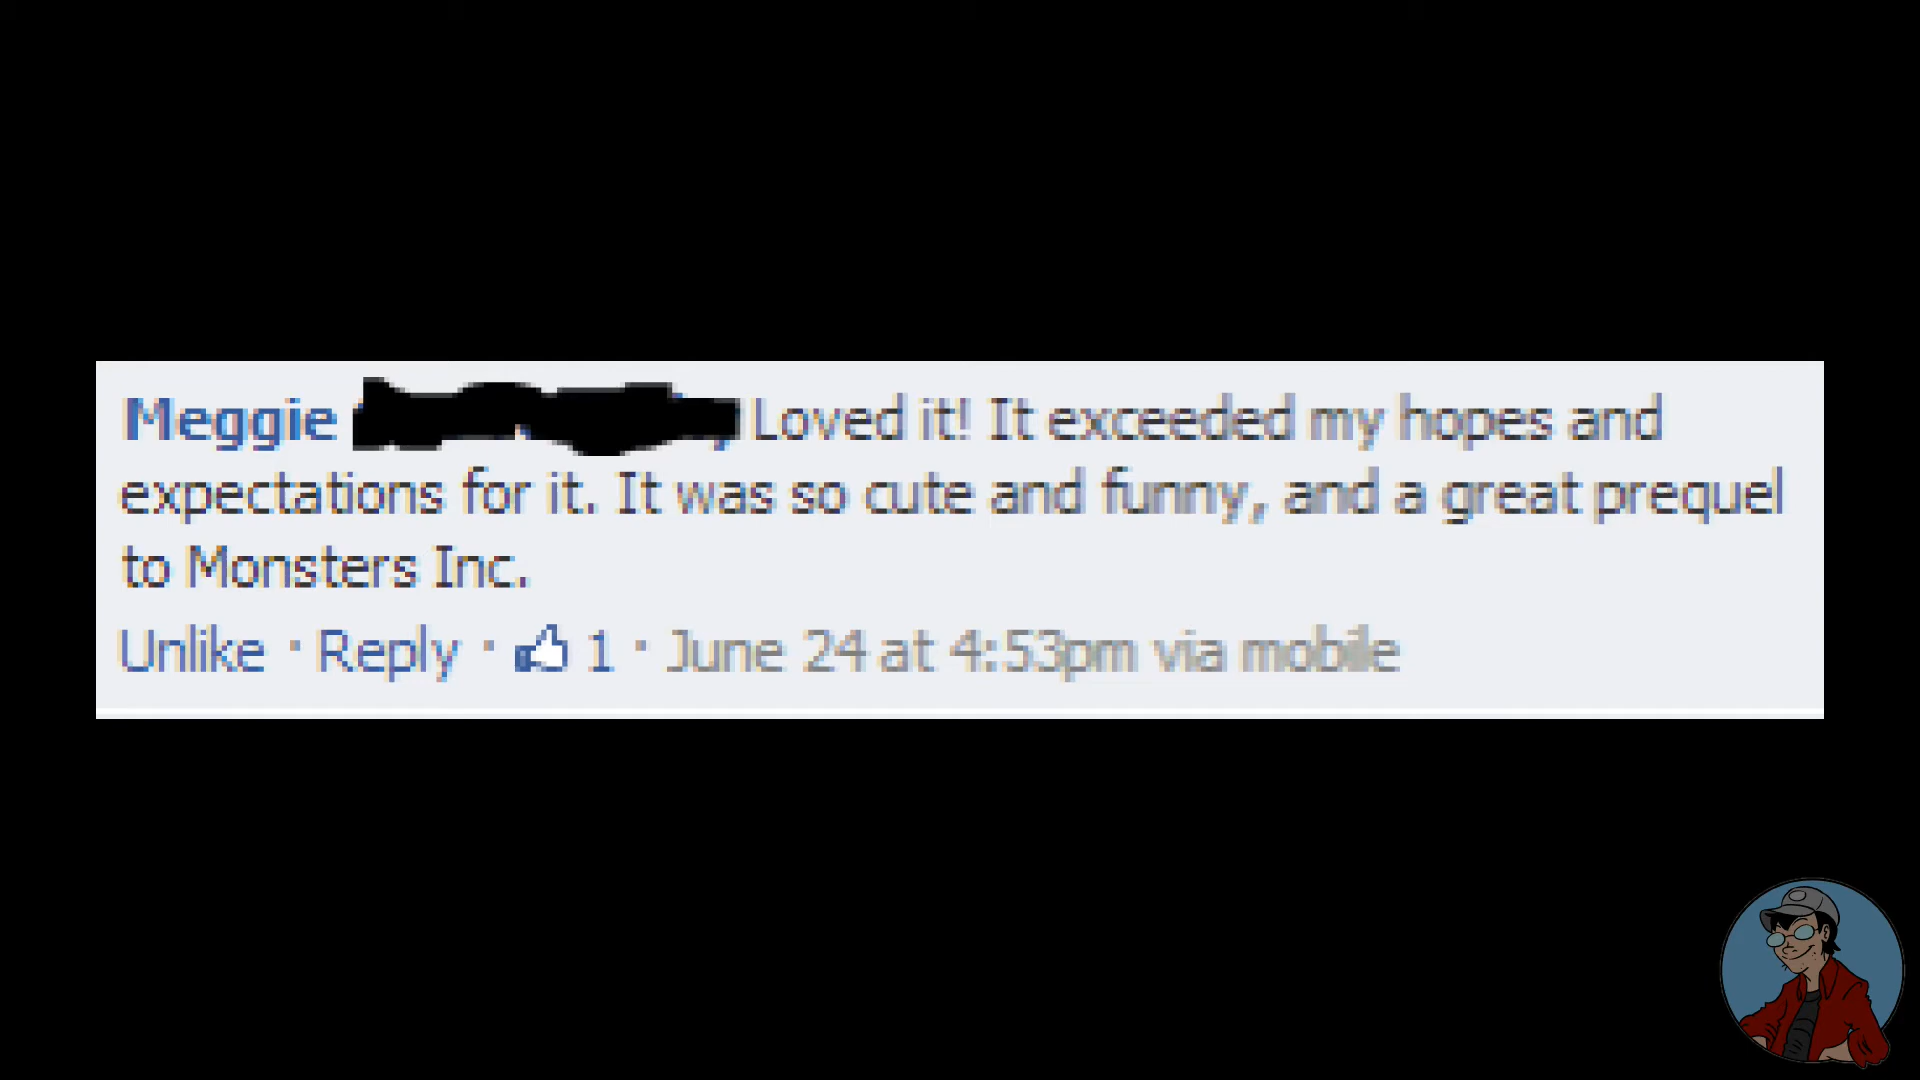 Meggie Loved it! It exceeded my hopes and
expectations for it. It was so cute and funny, and a great prequel
to Monsters Inc.
Unlike · Reply · 1 · June 24 at 4:53pm via mobile